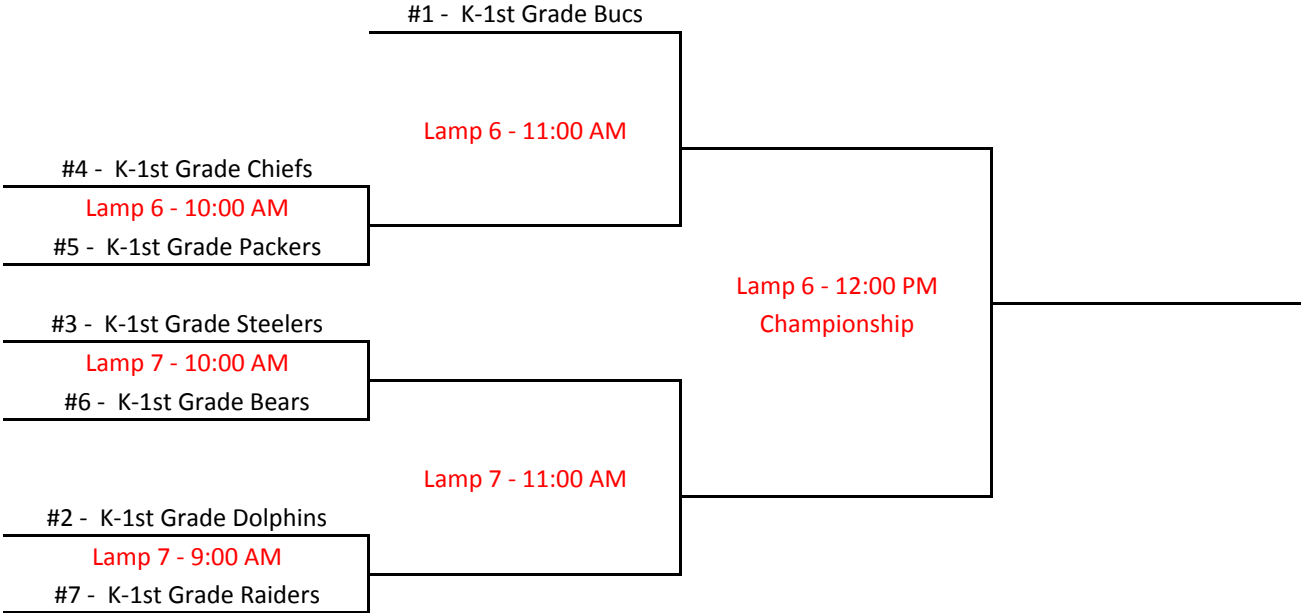 #1 - K-1st Grade Bucs
Lamp 6 - 11:00 AM
#4 - K-1st Grade Chiefs
Lamp 6 - 10:00 AM
#5 - K-1st Grade Packers
Lamp 6 - 12:00 PM
Championship
#3 - K-1st Grade Steelers
Lamp 7 - 10:00 AM
#6 - K-1st Grade Bears
Lamp 7 - 11:00 AM
#2 - K-1st Grade Dolphins
Lamp 7 - 9:00 AM
#7 - K-1st Grade Raiders